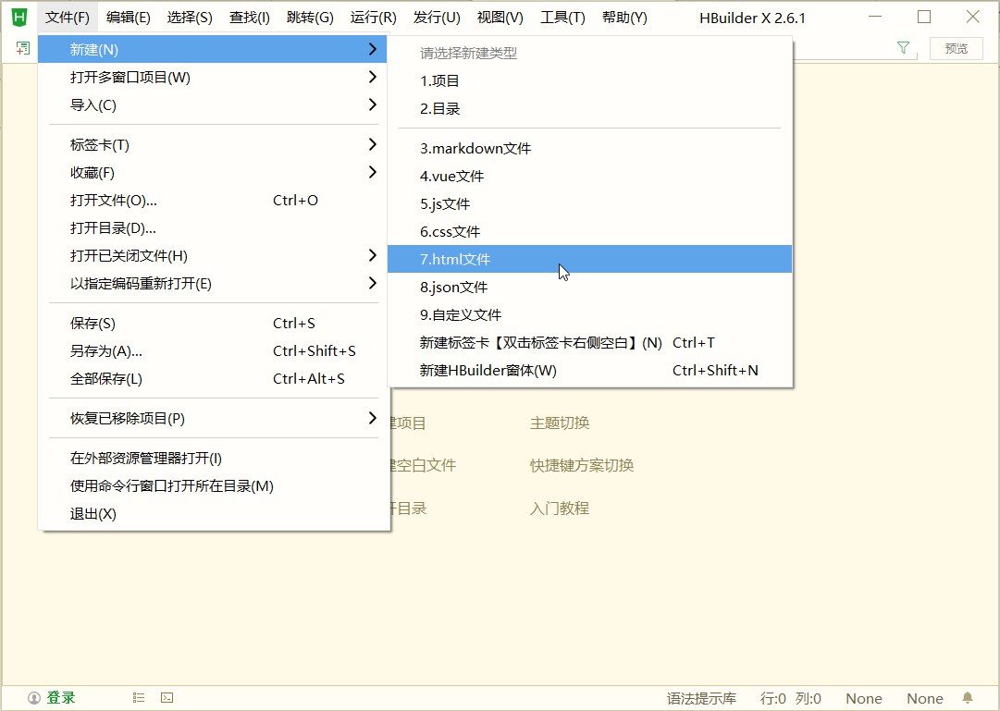 文件(F) 编辑(E) 选择(S) 查找(I) 跳转(G) 运行(R) 发行(U) 视图(V) 工具(T) 帮助(Y) HBuilder X 2.6.1
预览
新建(N)
打开多窗口项目(W)
导入(C)
标签卡(T)
收藏(F)
打开文件(O)... Ctrl+O
打开目录(D)...
打开已关闭文件(H)
以指定编码重新打开(E)
保存(S) Ctrl+S
另存为(A)... Ctrl+Shift+S
全部保存(L) Ctrl+Alt+S
恢复已移除项目(P)
在外部资源管理器打开(I)
使用命令行窗口打开所在目录(M)
退出(X)
请选择新建类型
1.项目
2.目录
3.markdown文件
4.vue文件
5.js文件
6.css文件
7.html文件
8.json文件
9.自定义文件
新建标签卡【双击标签卡右侧空白】(N) Ctrl+T
新建HBuilder窗体(W) Ctrl+Shift+N
建项目 主题切换
建空白文件 快捷键方案切换
开目录 入门教程
登录 语法提示库 行:0 列:0 None None